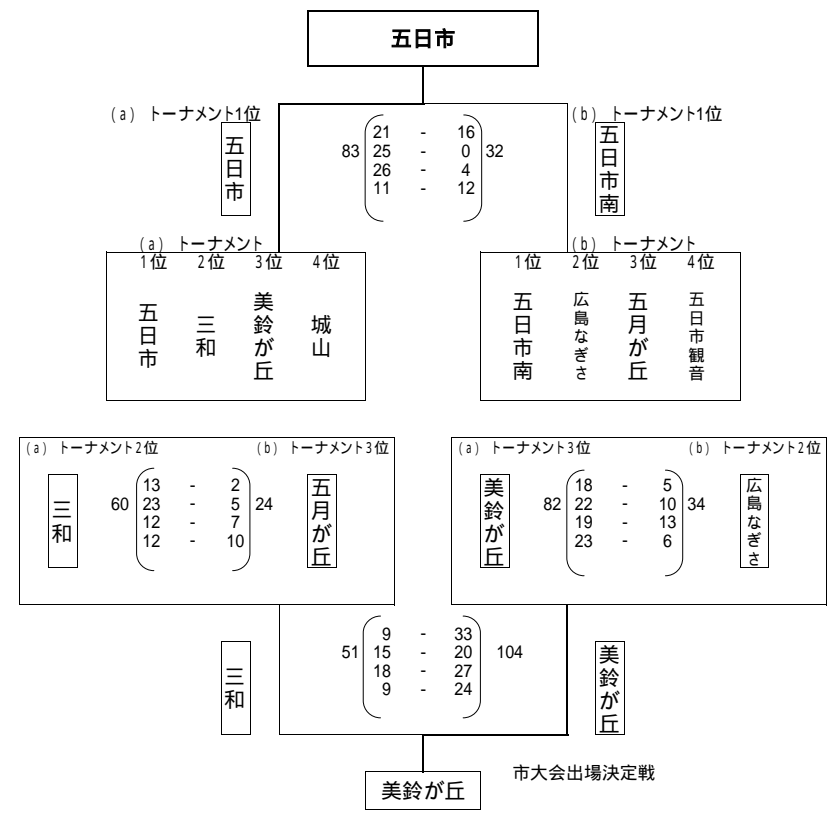 五日市
(a) トーナメント1位
(b) トーナメント1位
五日市
83
21 - 16
25 - 0
26 - 4
11 - 12
32
五日市南
(a) トーナメント
1位 2位 3位 4位
五日市
三和
美鈴が丘
城山
(b) トーナメント
1位 2位 3位 4位
五日市南
広島なぎさ
五月が丘
五日市観音
(a) トーナメント2位
(b) トーナメント3位
三和
60
13 - 2
23 - 5
12 - 7
12 - 10
24
五月が丘
(a) トーナメント3位
(b) トーナメント2位
美鈴が丘
82
18 - 5
22 - 10
19 - 13
23 - 6
34
広島なぎさ
三和
51
9 - 33
15 - 20
18 - 27
9 - 24
104
美鈴が丘
市大会出場決定戦
美鈴が丘